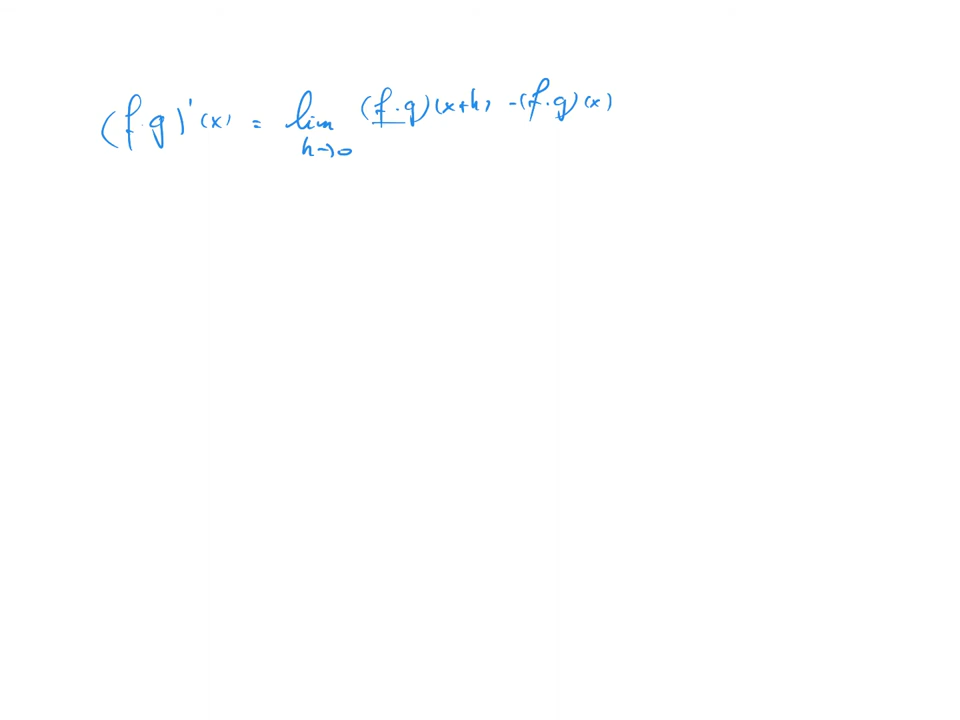 (f·g)'(x) = lim h→0 (f·g)(x+h) - (f·g)(x)